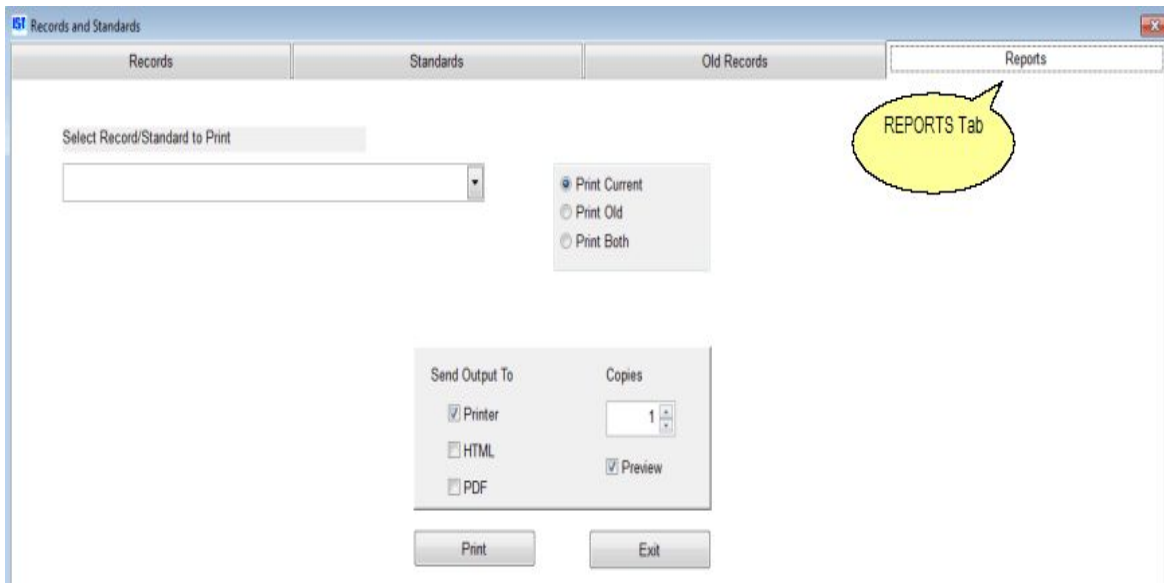 IST Records and Standards
Records Standards Old Records Reports
REPORTS Tab
Select Record/Standard to Print
Print Current
Print Old
Print Both
Send Output To Copies
Printer 1
HTML
Preview
PDF
Print Exit